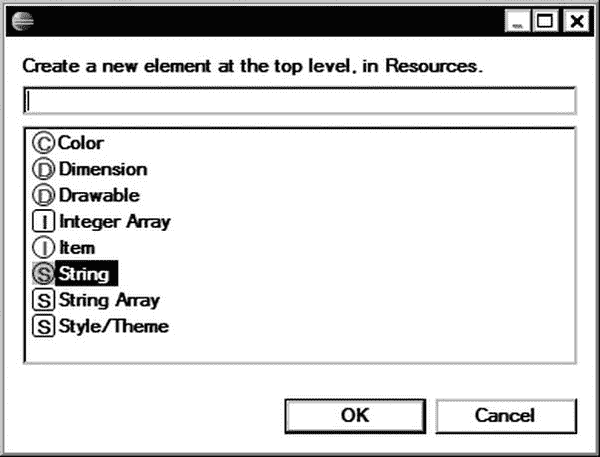 Create a new element at the top level, in Resources.
C Color
D Dimension
D Drawable
I Integer Array
I Item
S String
S String Array
S Style/Theme
OK Cancel